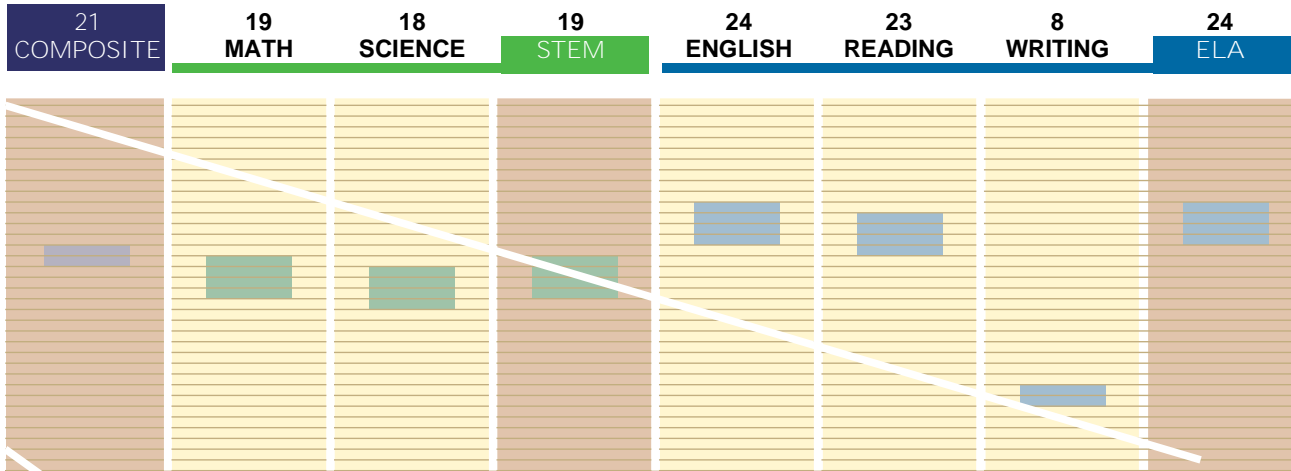 21 19 18 19 24 23 8 24
COMPOSITE MATH SCIENCE STEM ENGLISH READING WRITING ELA